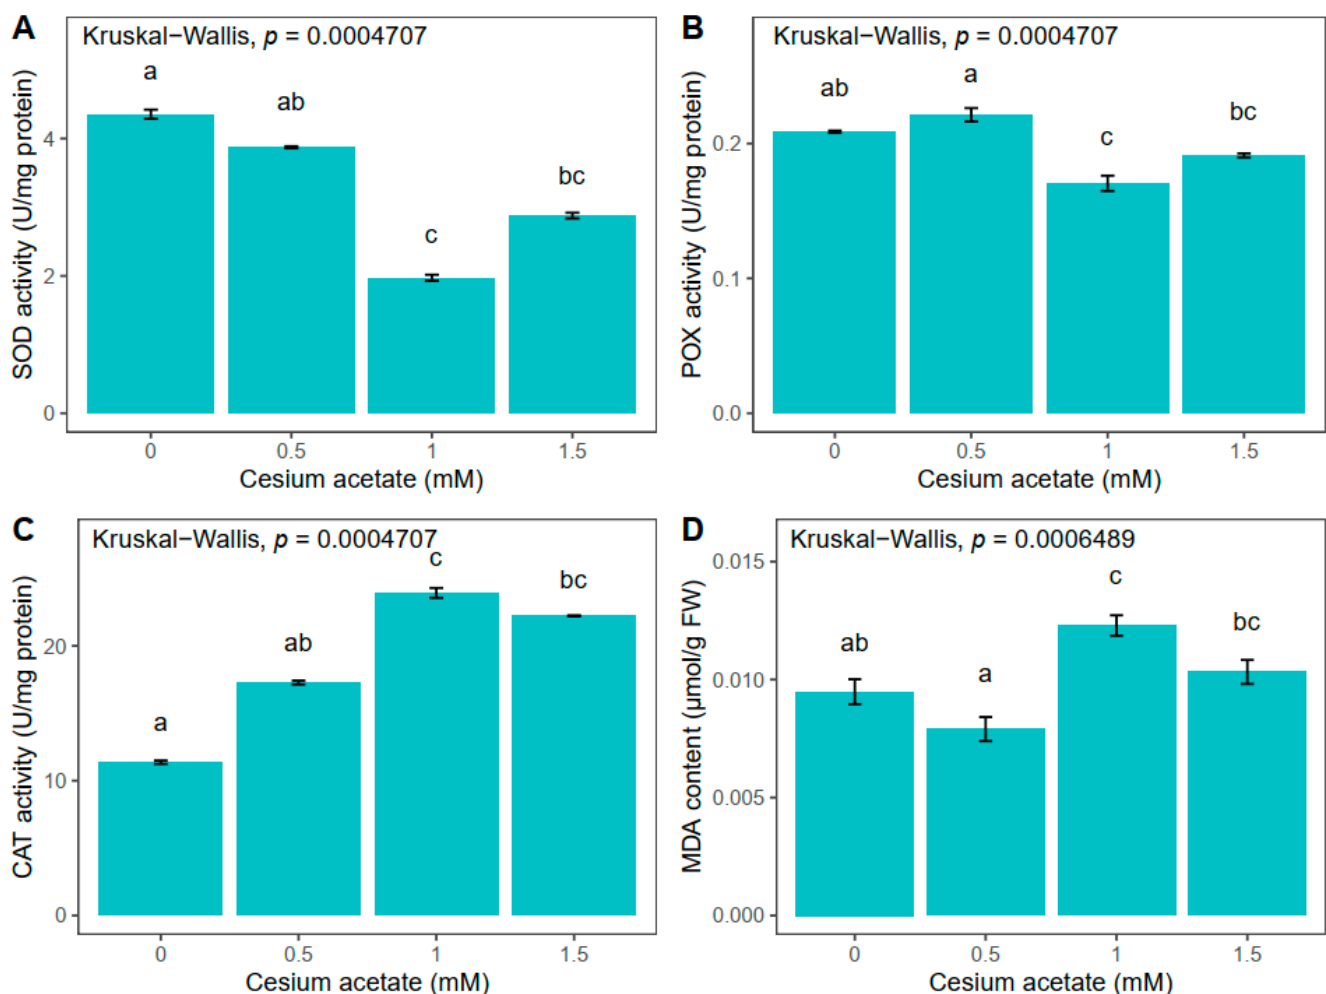 A
Kruskal−Wallis, p = 0.0004707
SOD activity (U/mg protein)
4
2
0
a
ab
c
bc
0
0.5
1
1.5
Cesium acetate (mM)
B
Kruskal−Wallis, p = 0.0004707
POX activity (U/mg protein)
0.2
0.1
0.0
ab
a
c
bc
0
0.5
1
1.5
Cesium acetate (mM)
C
Kruskal−Wallis, p = 0.0004707
CAT activity (U/mg protein)
20
10
0
a
ab
c
bc
0
0.5
1
1.5
Cesium acetate (mM)
D
Kruskal−Wallis, p = 0.0006489
MDA content (μmol/g FW)
0.015
0.010
0.005
0.000
ab
a
c
bc
0
0.5
1
1.5
Cesium acetate (mM)